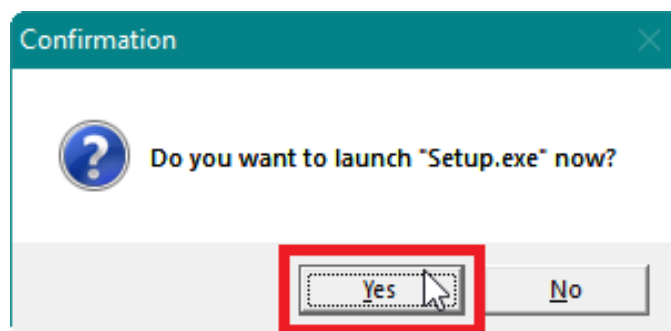 Confirmation
Do you want to launch "Setup.exe" now?
Yes
No